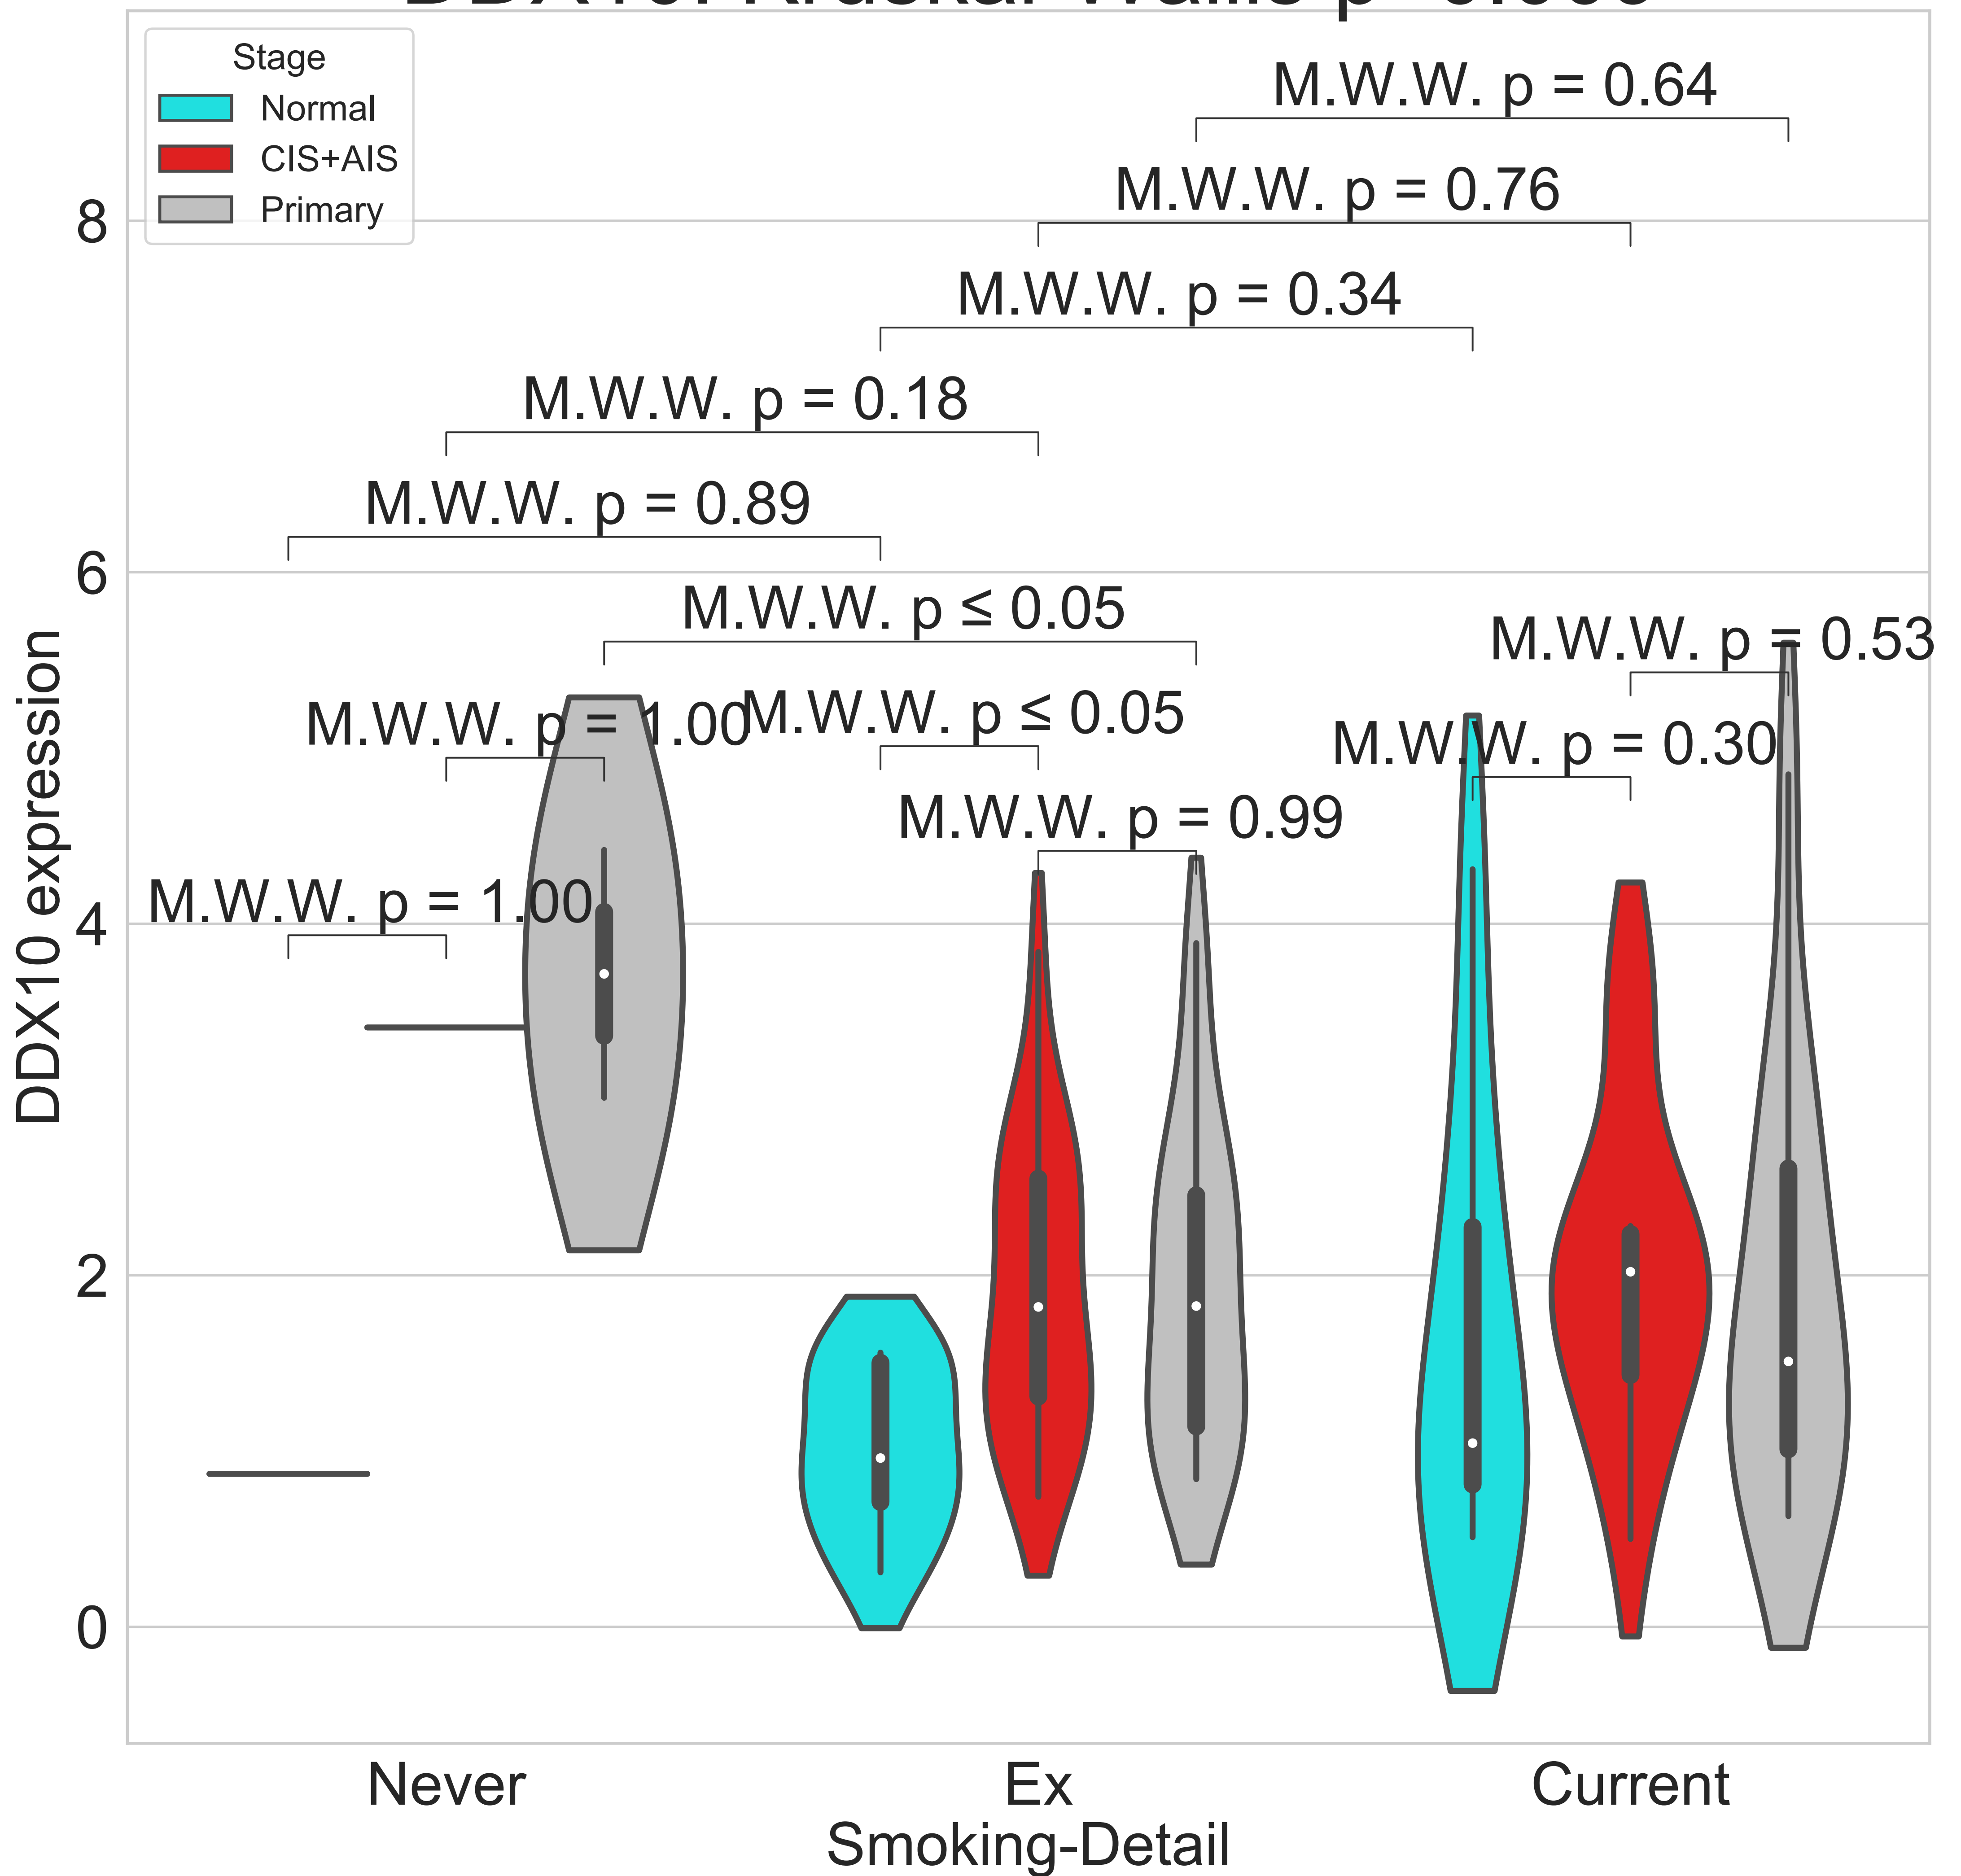 Stage
Normal
CIS+AIS
Primary
M.W.W. p = 0.64
M.W.W. p = 0.76
M.W.W. p = 0.34
M.W.W. p = 0.18
M.W.W. p = 0.89
M.W.W. p ≤ 0.05
M.W.W. p = 0.53
M.W.W. p = 1.00
M.W.W. p ≤ 0.05
M.W.W. p = 0.30
M.W.W. p = 0.99
M.W.W. p = 1.00
8
6
4
2
0
DDX10 expression
Never
Ex
Current
Smoking-Detail